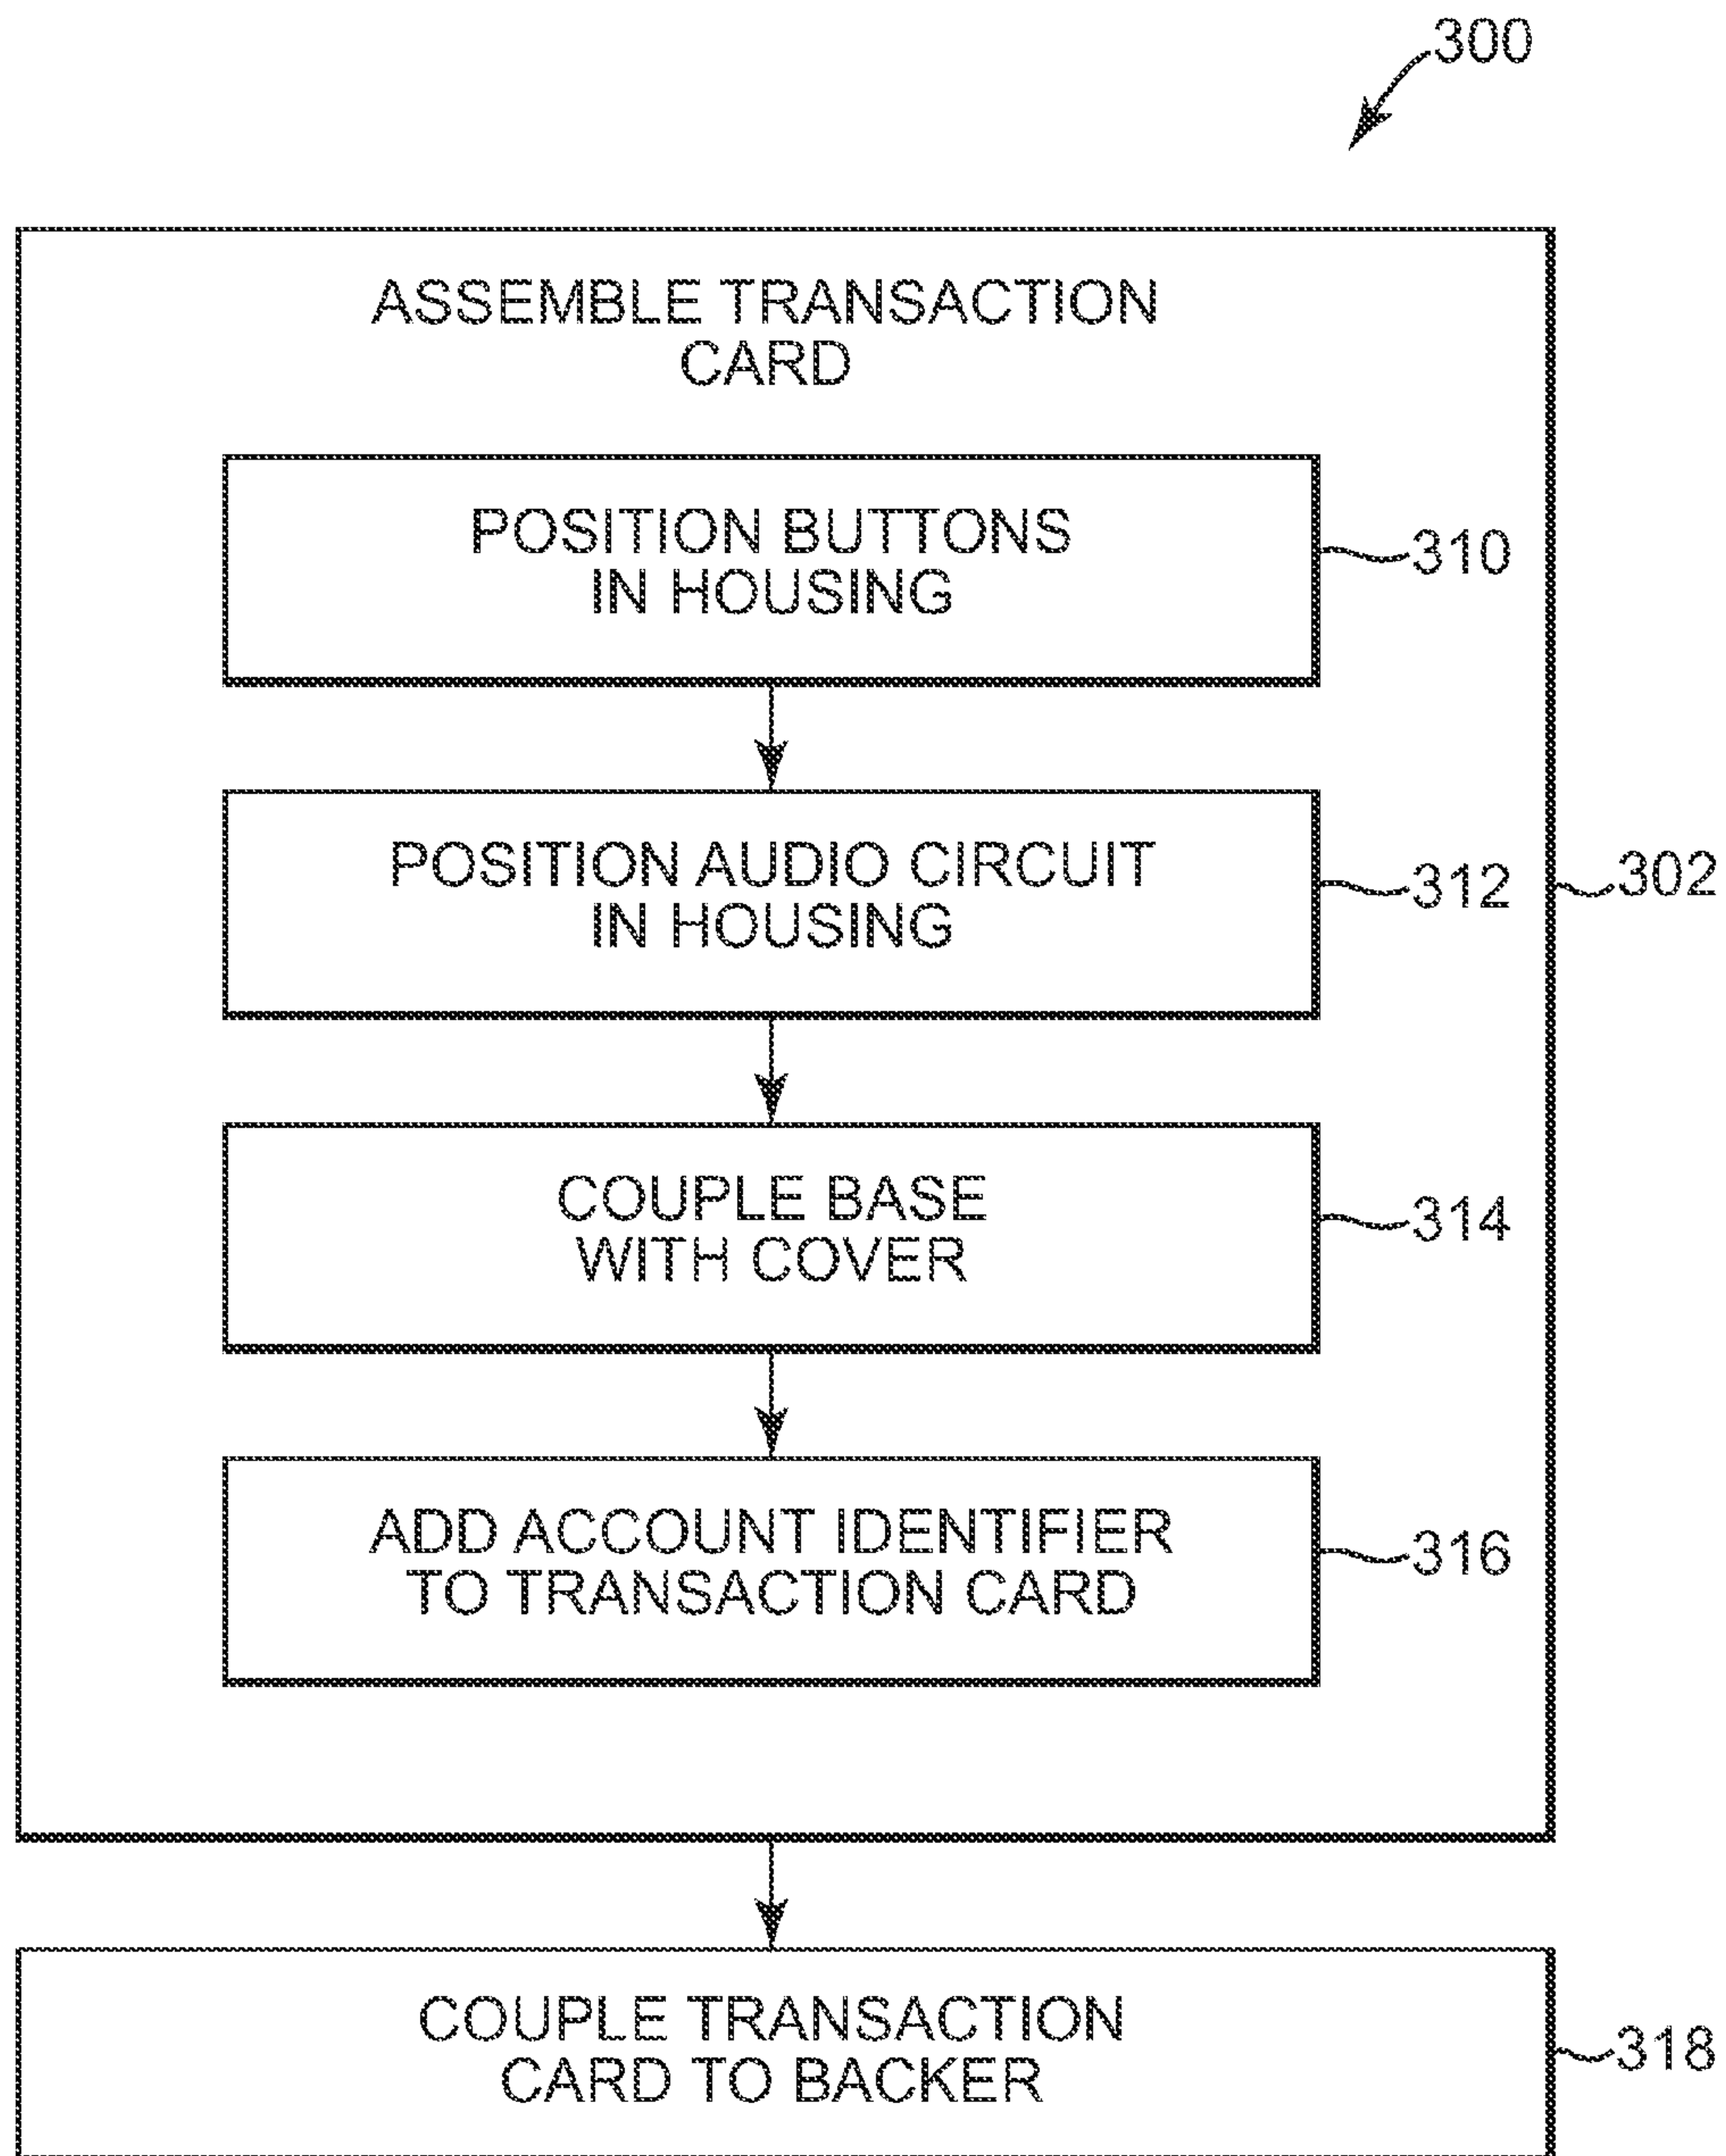 300
ASSEMBLE TRANSACTION
CARD
POSITION BUTTONS
IN HOUSING
310
POSITION AUDIO CIRCUIT
IN HOUSING
312
302
COUPLE BASE
WITH COVER
314
ADD ACCOUNT IDENTIFIER
TO TRANSACTION CARD
316
COUPLE TRANSACTION
CARD TO BACKER
318